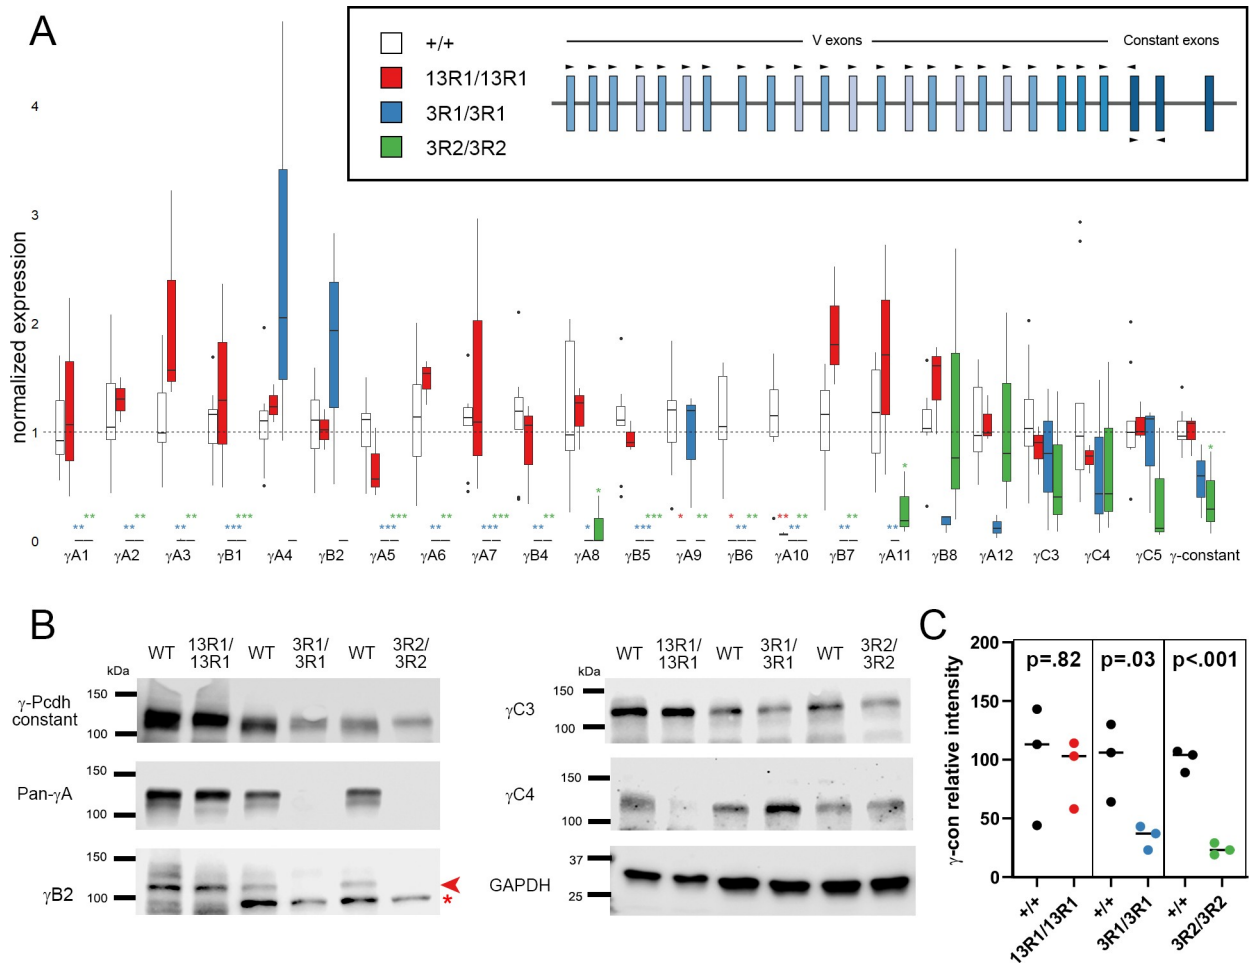 A
+/+
13R1/13R1
3R1/3R1
3R2/3R2
V exons
Constant exons
normalized expression
4
3
2
1
0
** ** ** ** ** ** *** *** *** *** ** ** *** *** ** ** * * *** *** * ** * ** ** ** ** ** ** ** ** * *
γA1 γA2 γA3 γB1 γA4 γB2 γA5 γA6 γA7 γB4 γA8 γB5 γA9 γB6 γA10 γB7 γA11 γB8 γA12 γC3 γC4 γC5 γ-constant
B
kDa
WT 13R1/13R1 WT 3R1/3R1 WT 3R2/3R2
γ-Pcdh
constant
150
100
Pan-γA
150
100
γB2
150
100
*
WT 13R1/13R1 WT 3R1/3R1 WT 3R2/3R2
kDa
γC3
150
100
γC4
150
100
GAPDH
37
25
C
γ-con relative intensity
200
150
100
50
0
p=.82 p=.03 p<.001
+/+ 13R1/13R1 +/+ 3R1/3R1 +/+ 3R2/3R2